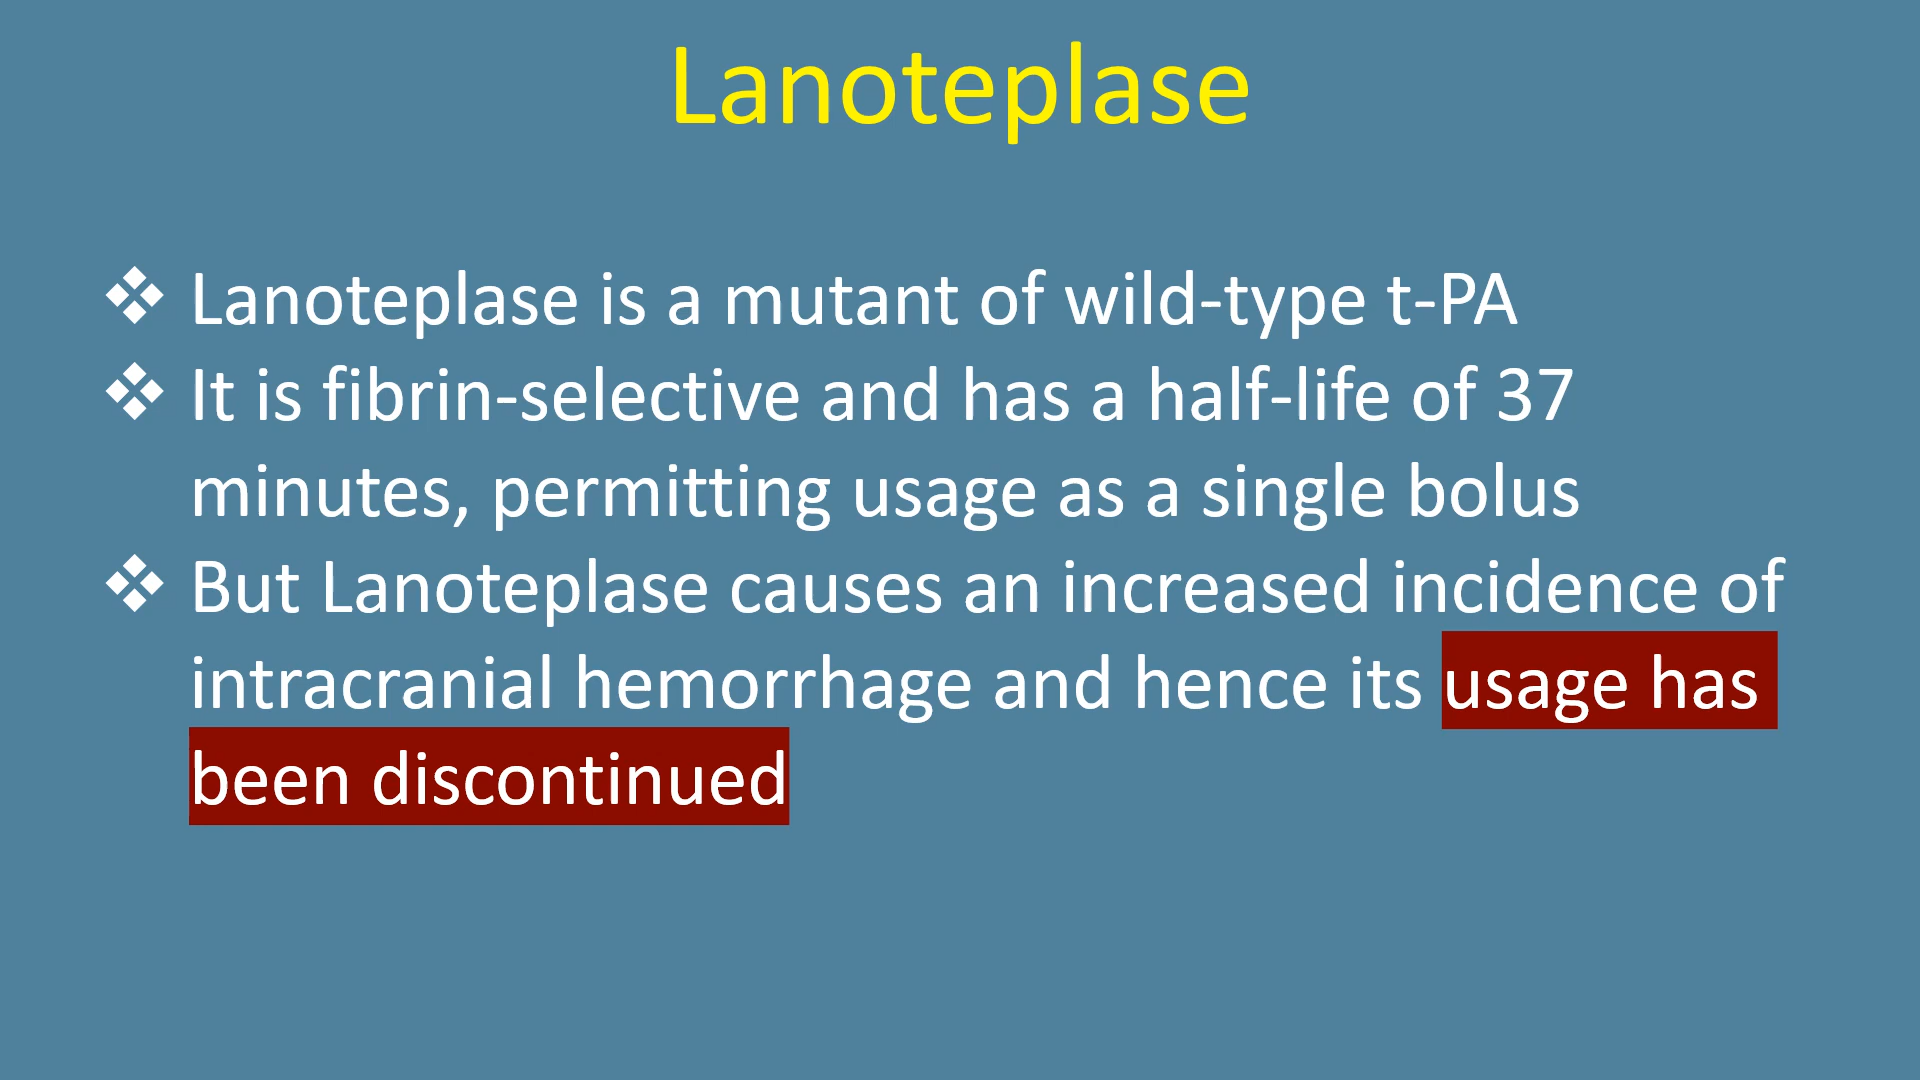 Lanoteplase
❖ Lanoteplase is a mutant of wild-type t-PA
❖ It is fibrin-selective and has a half-life of 37
minutes, permitting usage as a single bolus
❖ But Lanoteplase causes an increased incidence of
intracranial hemorrhage and hence its usage has
been discontinued